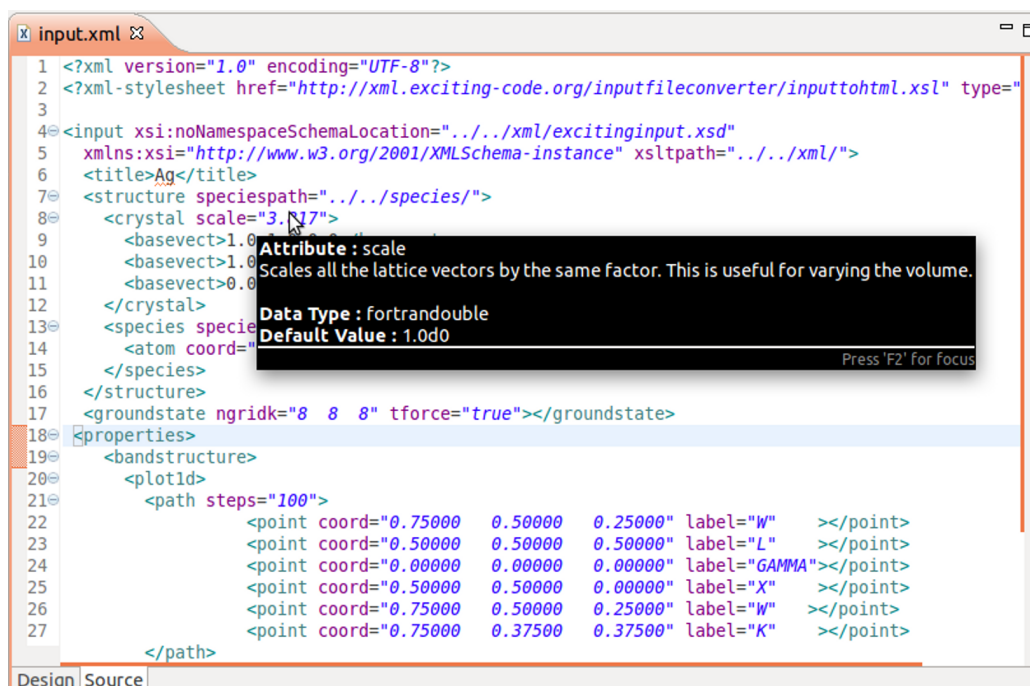 input.xml
1 <?xml version="1.0" encoding="UTF-8"?>
2 <?xml-stylesheet href="http://xml.exciting-code.org/inputfileconverter/inputtohtml.xsl" type="
3
4 <input xsi:noNamespaceSchemaLocation="../../xml/excitinginput.xsd"
5 xmlns:xsi="http://www.w3.org/2001/XMLSchema-instance" xsltpath="../../xml/">
6 <title>Ag</title>
7 <structure speciespath="../../species/">
8 <crystal scale="3. 17">
9 <basevect>1.0
10 <basevect>1.0
11 <basevect>0.0
12 </crystal>
13 <species specie
14 <atom coord="
15 </species>
16 </structure>
17 <groundstate ngridk="8 8 8" tforce="true"></groundstate>
18 <properties>
19 <bandstructure>
20 <plot1d>
21 <path steps="100">
22 <point coord="0.75000 0.50000 0.25000" label="W" ></point>
23 <point coord="0.50000 0.50000 0.50000" label="L" ></point>
24 <point coord="0.00000 0.00000 0.00000" label="GAMMA"></point>
25 <point coord="0.50000 0.50000 0.00000" label="X" ></point>
26 <point coord="0.75000 0.50000 0.25000" label="W" ></point>
27 <point coord="0.75000 0.37500 0.37500" label="K" ></point>
</path>
Attribute : scale
Scales all the lattice vectors by the same factor. This is useful for varying the volume.
Data Type : fortrandouble
Default Value : 1.0d0
Press 'F2' for focus
Design Source